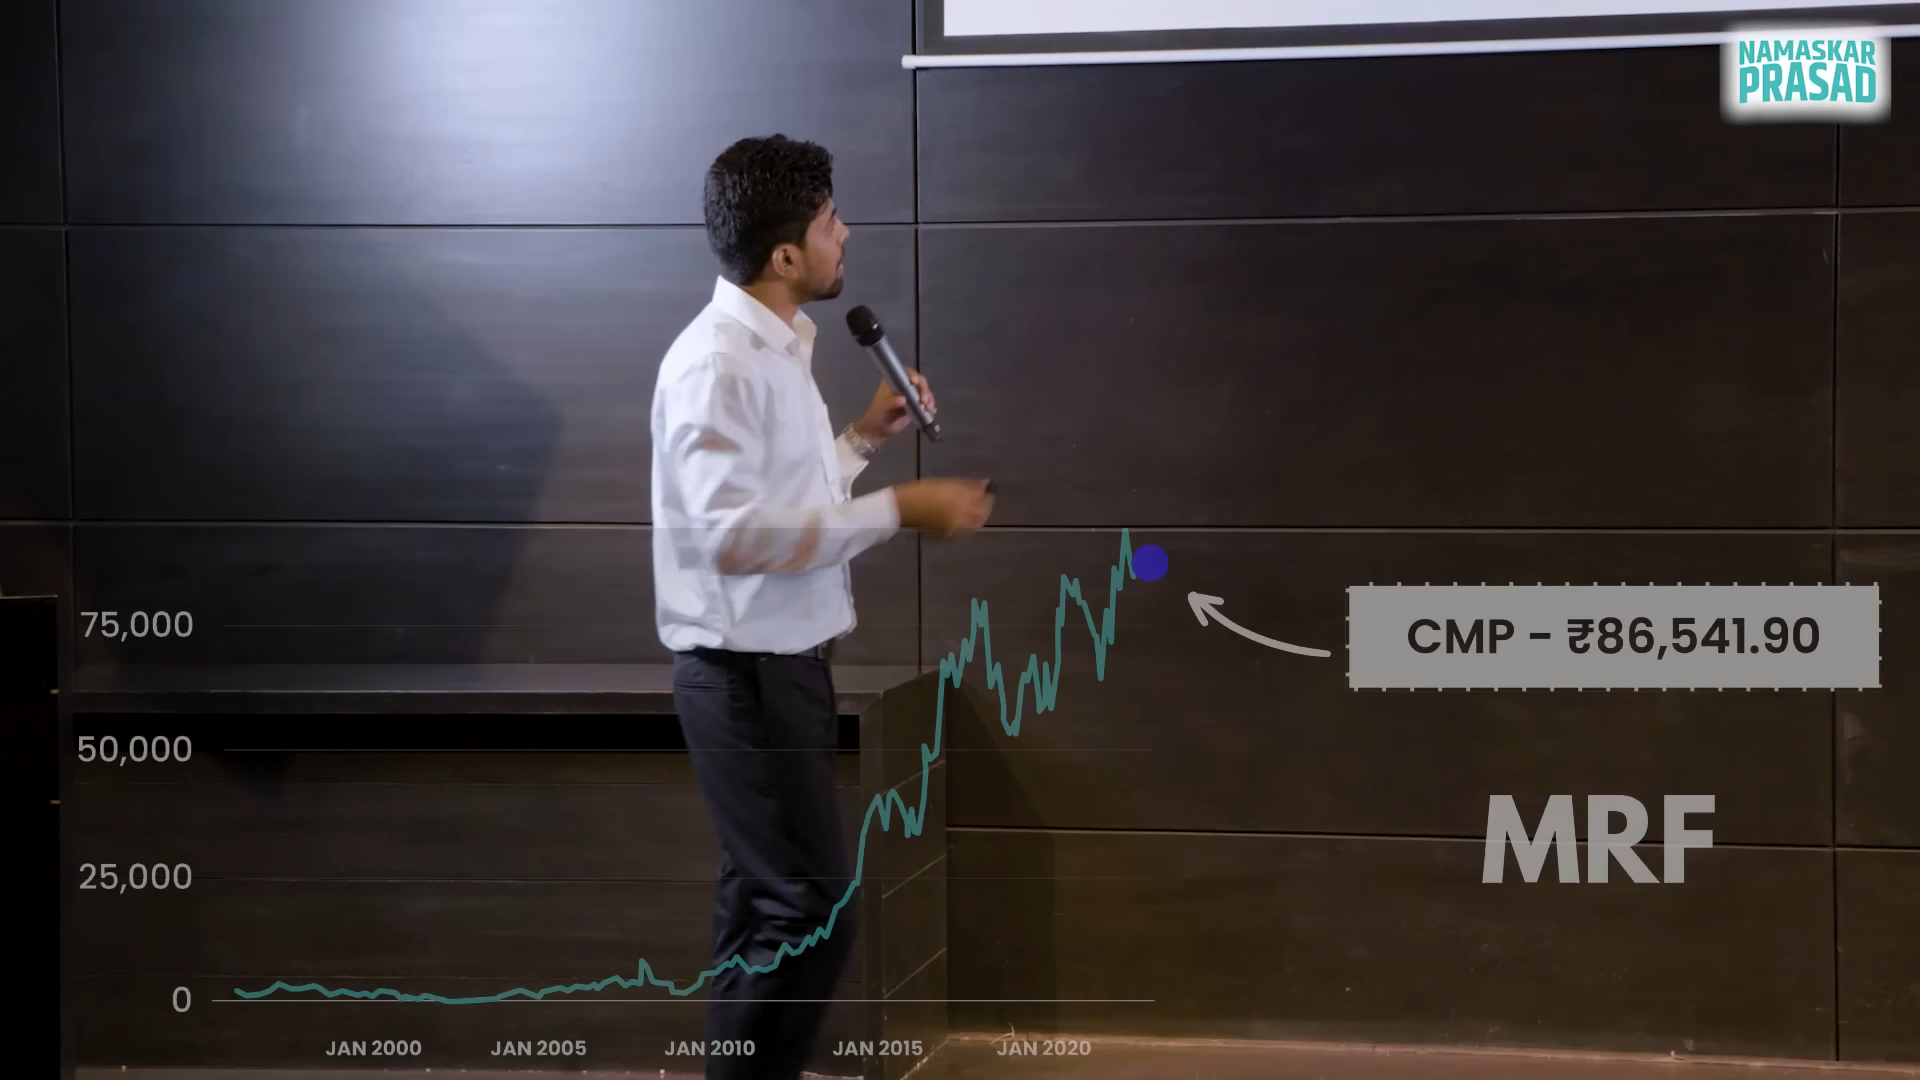 NAMASKAR
PRASAD
75,000
50,000
25,000
0
JAN 2000
JAN 2005
JAN 2010
JAN 2015
JAN 2020
CMP - ₹86,541.90
MRF